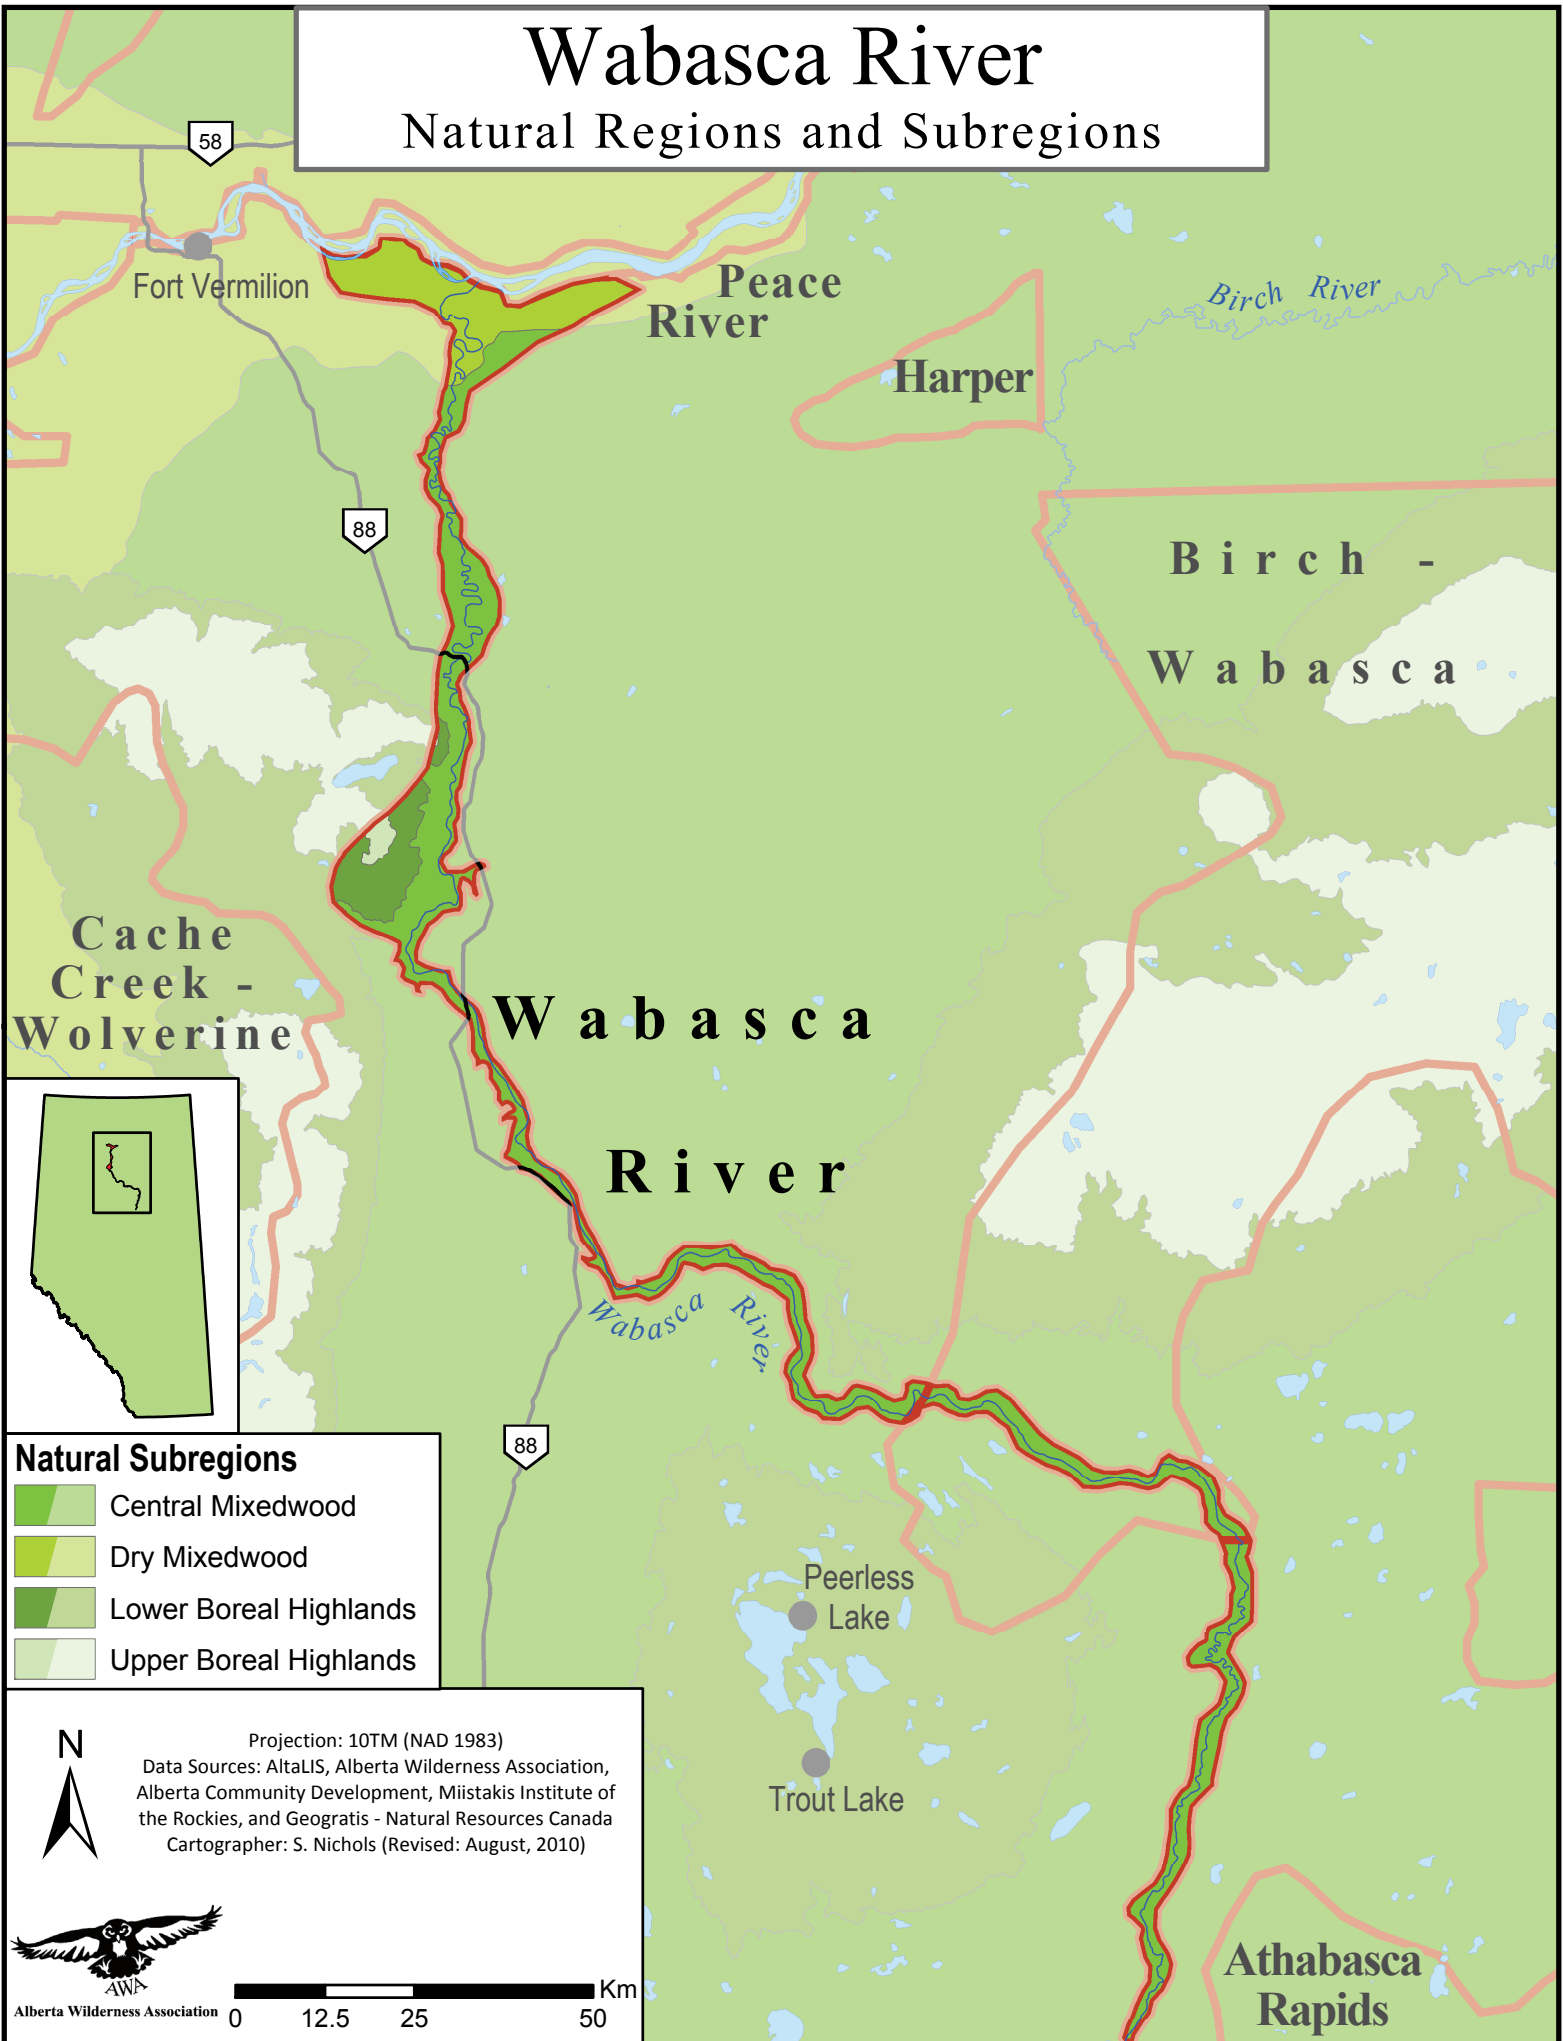 Wabasca River
Natural Regions and Subregions
58
Fort Vermilion
Peace
River
Birch River
Harper
88
Birch -
Wabasca
Cache
Creek -
Wolverine
Wabasca
River
Wabasca River
88
Natural Subregions
Central Mixedwood
Dry Mixedwood
Lower Boreal Highlands
Upper Boreal Highlands
Peerless
Lake
Trout Lake
N
Projection: 10TM (NAD 1983)
Data Sources: AltaLIS, Alberta Wilderness Association,
Alberta Community Development, Miistakis Institute of
the Rockies, and Geogratis - Natural Resources Canada
Cartographer: S. Nichols (Revised: August, 2010)
AWA
Alberta Wilderness Association
Km
0 12.5 25 50
Athabasca
Rapids